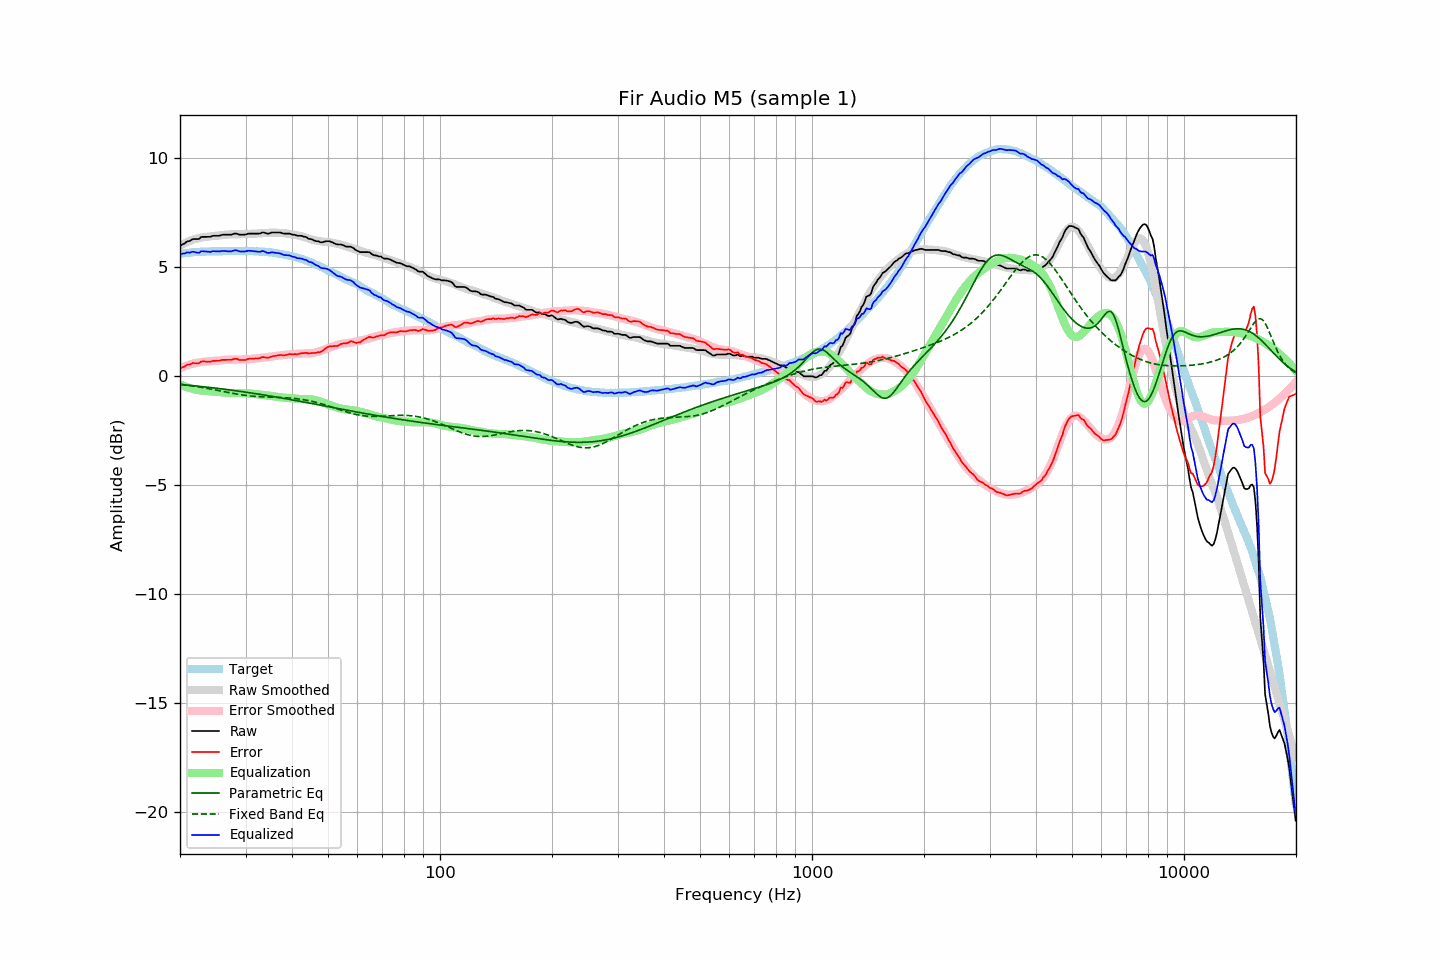 Fir Audio M5 (sample 1)
10
5
0
−5
−10
−15
−20
Amplitude (dBr)
Target
Raw Smoothed
Error Smoothed
Raw
Error
Equalization
Parametric Eq
Fixed Band Eq
Equalized
100
1000
10000
Frequency (Hz)